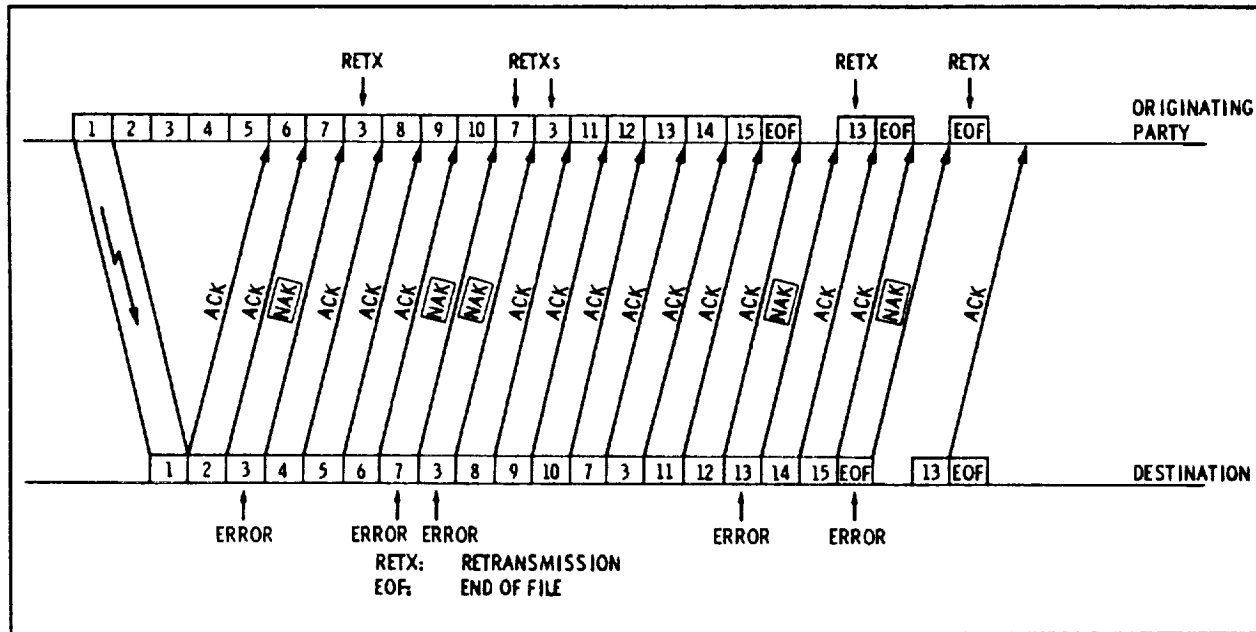 RETX RETXs RETX RETX
1 2 3 4 5 6 7 3 8 9 10 7 3 11 12 13 14 15 EOF 13 EOF EOF
ORIGINATING
PARTY
ACK ACK NAK ACK ACK ACK NAK NAK ACK ACK ACK ACK ACK ACK NAK ACK ACK NAK ACK
1 2 3 4 5 6 7 3 8 9 10 7 3 11 12 13 14 15 EOF 13 EOF
DESTINATION
ERROR ERROR ERROR ERROR ERROR
RETX: RETRANSMISSION
EOF: END OF FILE